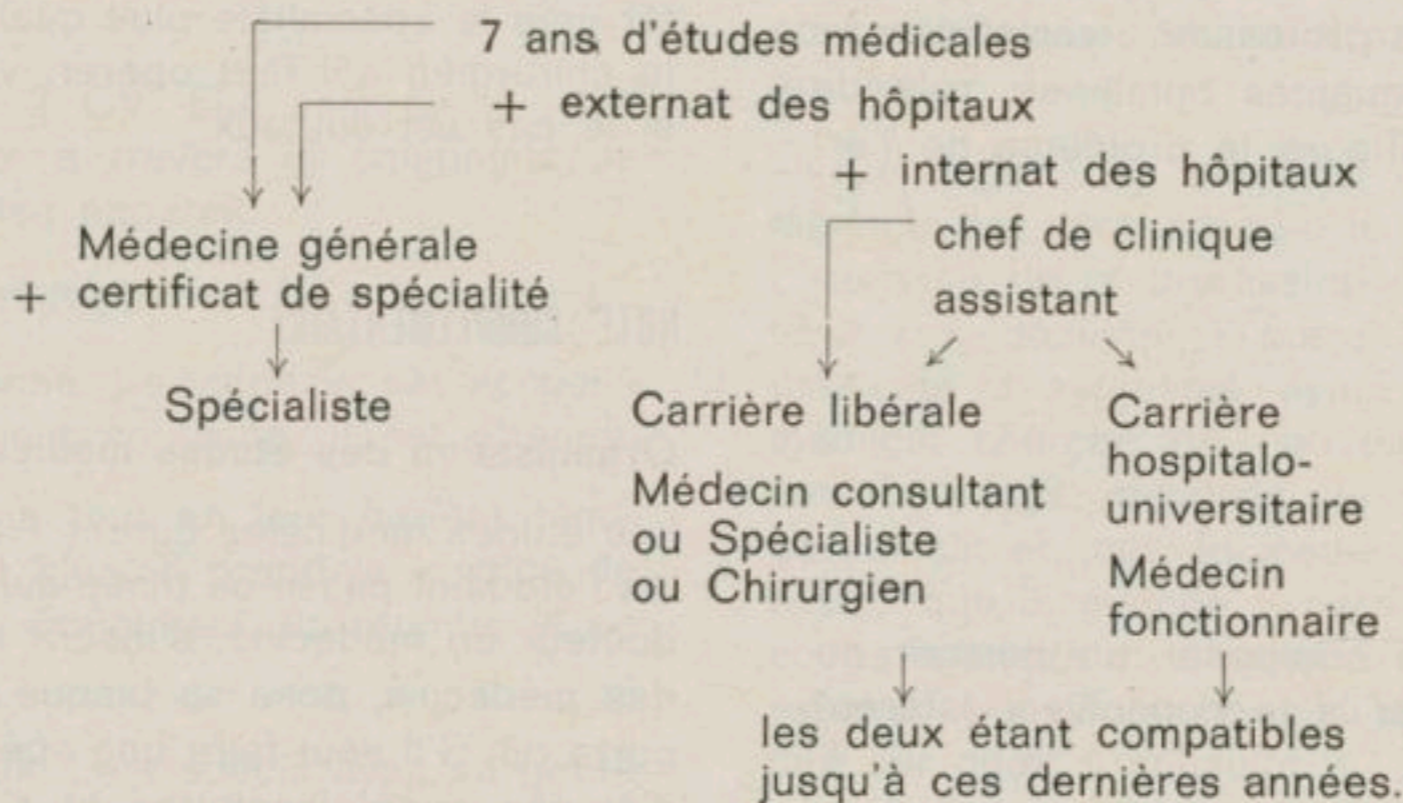 7 ans d'études médicales
+ externat des hôpitaux
+ internat des hôpitaux
chef de clinique
assistant
Médecine générale
+ certificat de spécialité
Spécialiste
Carrière libérale
Médecin consultant
ou Spécialiste
ou Chirurgien
Carrière
hospitalo-
universitaire
Médecin
fonctionnaire
les deux étant compatibles
jusqu'à ces dernières années.